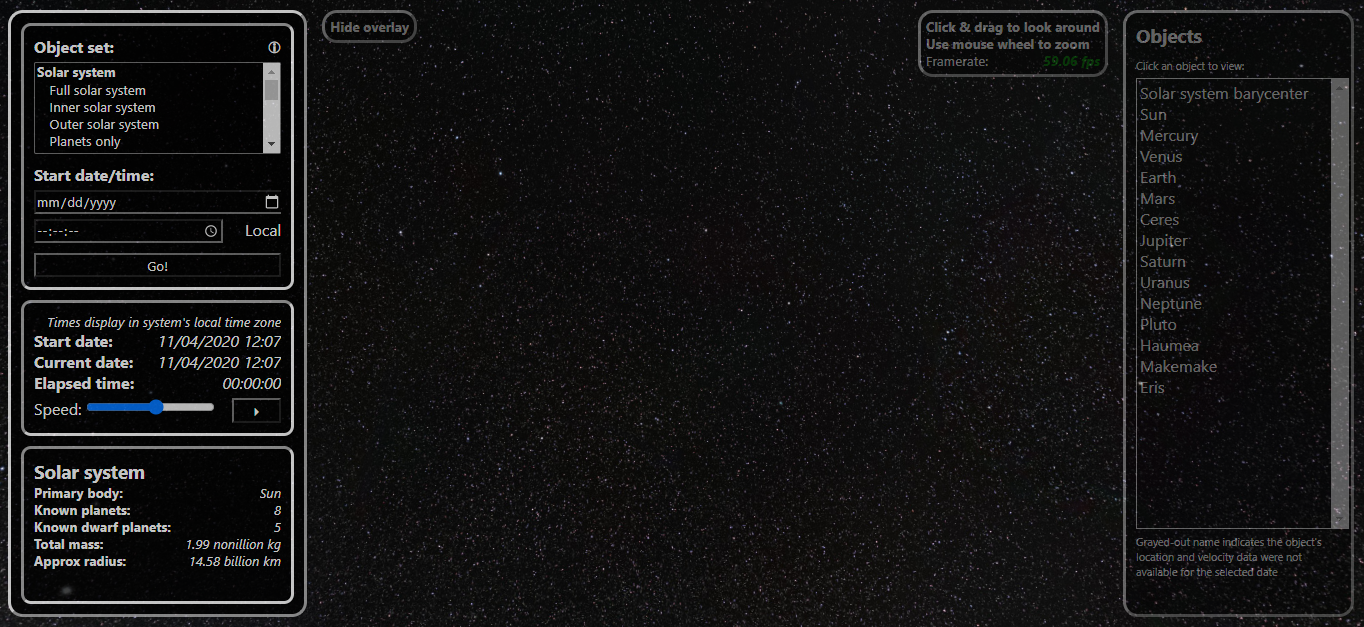 Object set:
Solar system
Full solar system
Inner solar system
Outer solar system
Planets only
Start date/time:
mm/dd/yyyy
--:--:--
Local
Go!
Times display in system's local time zone
Start date: 11/04/2020 12:07
Current date: 11/04/2020 12:07
Elapsed time: 00:00:00
Speed:
Solar system
Primary body: Sun
Known planets: 8
Known dwarf planets: 5
Total mass: 1.99 nonillion kg
Approx radius: 14.58 billion km
Hide overlay
Click & drag to look around
Use mouse wheel to zoom
Framerate: 59.06 fps
Objects
Click an object to view:
Solar system barycenter
Sun
Mercury
Venus
Earth
Mars
Ceres
Jupiter
Saturn
Uranus
Neptune
Pluto
Haumea
Makemake
Eris
Grayed-out name indicates the object's
location and velocity data were not
available for the selected date